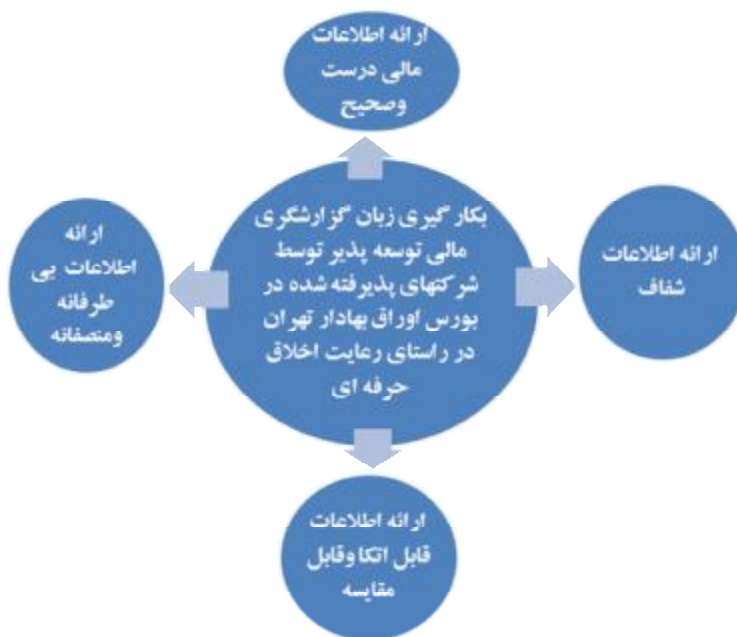 ارائه اطلاعات
مالی درست
وصحیح
بکار گیری زبان گزارشگری
مالی توسعه پذیر توسط
شرکتهای پذیرفته شده در
بورس اوراق بهادار تهران
در راستای رعایت اخلاق
حرفه ای
ارائه اطلاعات
شفاف
ارائه
اطلاعات بی
طرفانه
ومنصفانه
ارائه اطلاعات
قابل اتکا وقابل
مقایسه